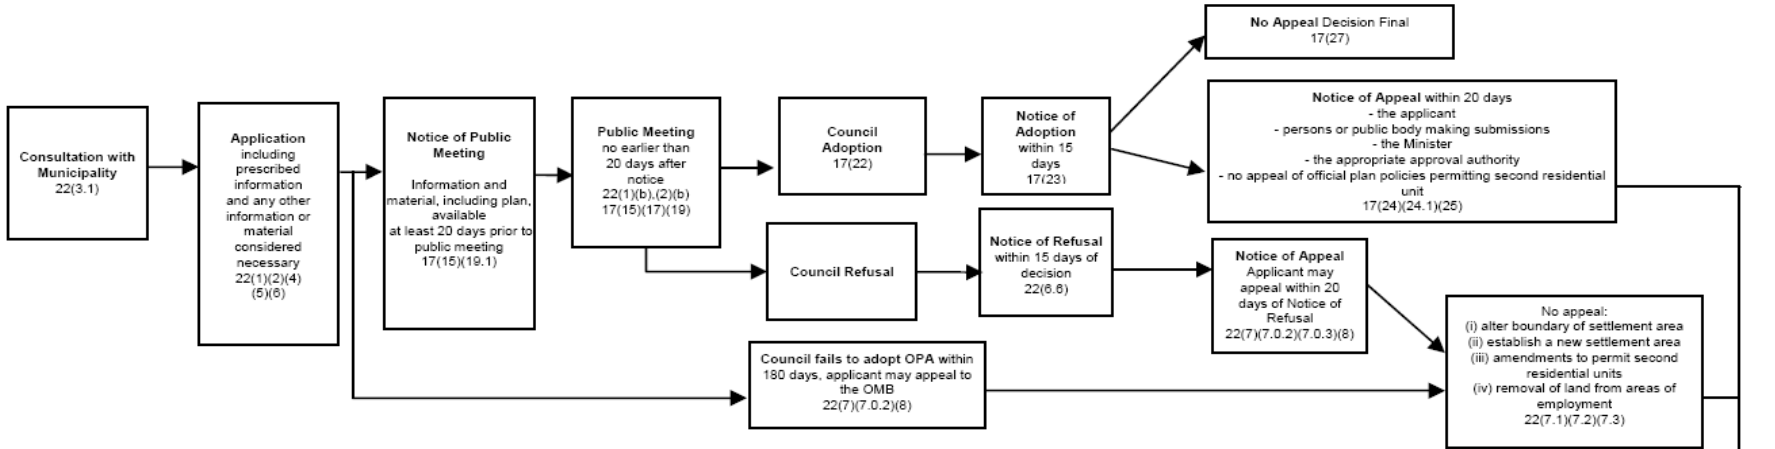 Consultation with
Municipality
22(3.1)
Application
including
prescribed
information
and any other
information or
material
considered
necessary
22(1)(2)(4)
(5)(6)
Notice of Public
Meeting
Information and
material, including plan,
available
at least 20 days prior to
public meeting
17(15)(19.1)
Public Meeting
no earlier than
20 days after
notice
22(1)(b),(2)(b)
17(15)(17)(19)
Council
Adoption
17(22)
Notice of
Adoption
within 15
days
17(23)
No Appeal Decision Final
17(27)
Notice of Appeal within 20 days
- the applicant
- persons or public body making submissions
- the Minister
- the appropriate approval authority
- no appeal of official plan policies permitting second residential
unit
17(24)(24.1)(25)
Council Refusal
Notice of Refusal
within 15 days of
decision
22(6.6)
Notice of Appeal
Applicant may
appeal within 20
days of Notice of
Refusal
22(7)(7.0.2)(7.0.3)(8)
Council fails to adopt OPA within
180 days, applicant may appeal to
the OMB
22(7)(7.0.2)(8)
No appeal:
(i) alter boundary of settlement area
(ii) establish a new settlement area
(iii) amendments to permit second
residential units
(iv) removal of land from areas of
employment
22(7.1)(7.2)(7.3)